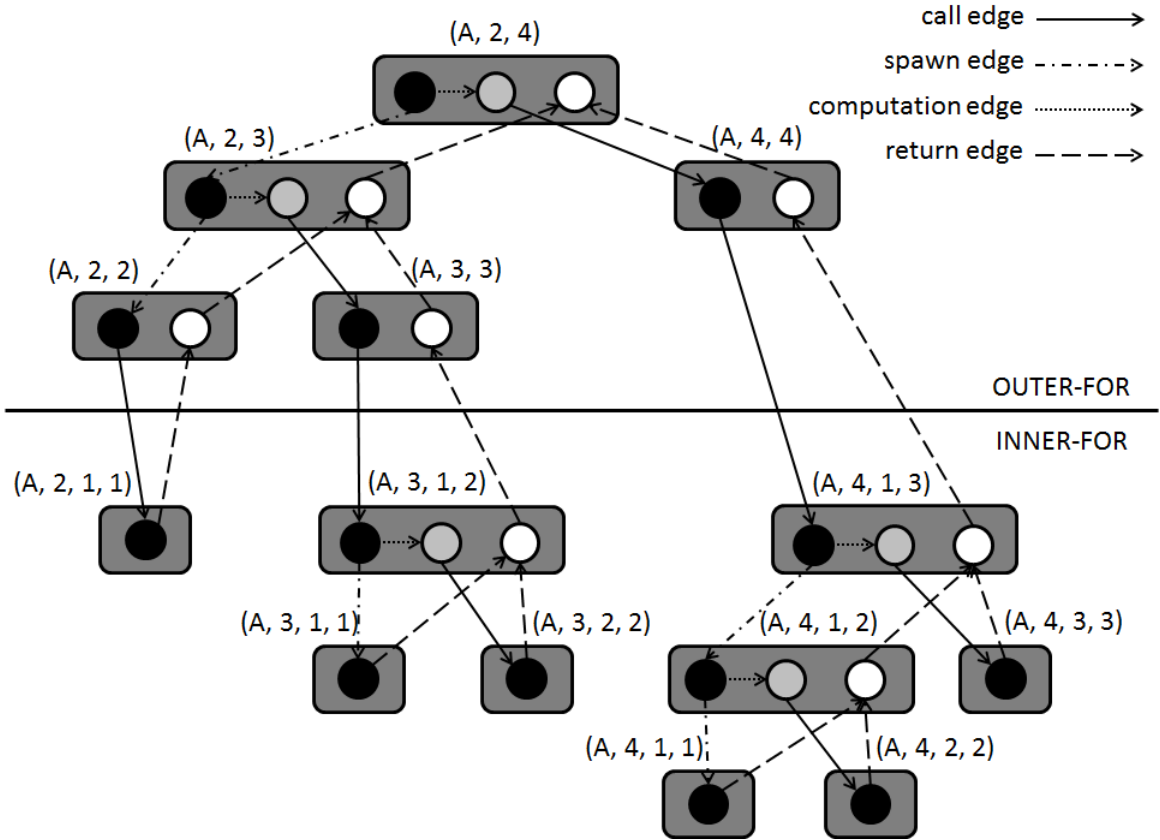 (A, 2, 4)
call edge
spawn edge
computation edge
return edge
(A, 2, 3)
(A, 4, 4)
(A, 2, 2)
(A, 3, 3)
OUTER-FOR
INNER-FOR
(A, 2, 1, 1)
(A, 3, 1, 2)
(A, 4, 1, 3)
(A, 3, 1, 1)
(A, 3, 2, 2)
(A, 4, 1, 2)
(A, 4, 3, 3)
(A, 4, 1, 1)
(A, 4, 2, 2)